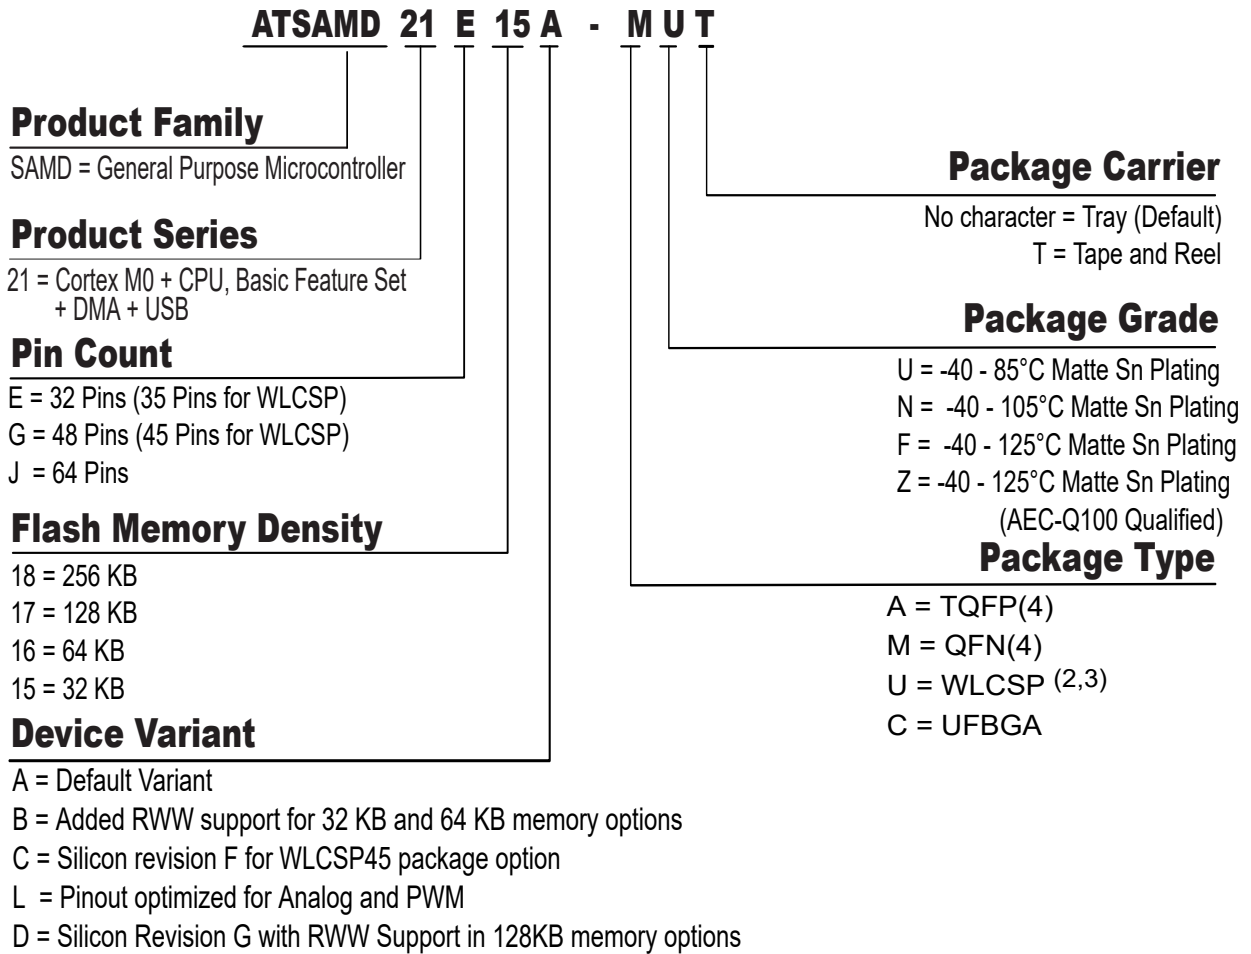 ATSAMD 21 E 15 A - M U T
Product Family
SAMD = General Purpose Microcontroller
Product Series
21 = Cortex M0 + CPU, Basic Feature Set
+ DMA + USB
Pin Count
E = 32 Pins (35 Pins for WLCSP)
G = 48 Pins (45 Pins for WLCSP)
J = 64 Pins
Flash Memory Density
18 = 256 KB
17 = 128 KB
16 = 64 KB
15 = 32 KB
Device Variant
A = Default Variant
B = Added RWW support for 32 KB and 64 KB memory options
C = Silicon revision F for WLCSP45 package option
L = Pinout optimized for Analog and PWM
D = Silicon Revision G with RWW Support in 128KB memory options
Package Carrier
No character = Tray (Default)
T = Tape and Reel
Package Grade
U = -40 - 85°C Matte Sn Plating
N = -40 - 105°C Matte Sn Plating
F = -40 - 125°C Matte Sn Plating
Z = -40 - 125°C Matte Sn Plating
(AEC-Q100 Qualified)
Package Type
A = TQFP(4)
M = QFN(4)
U = WLCSP (2,3)
C = UFBGA